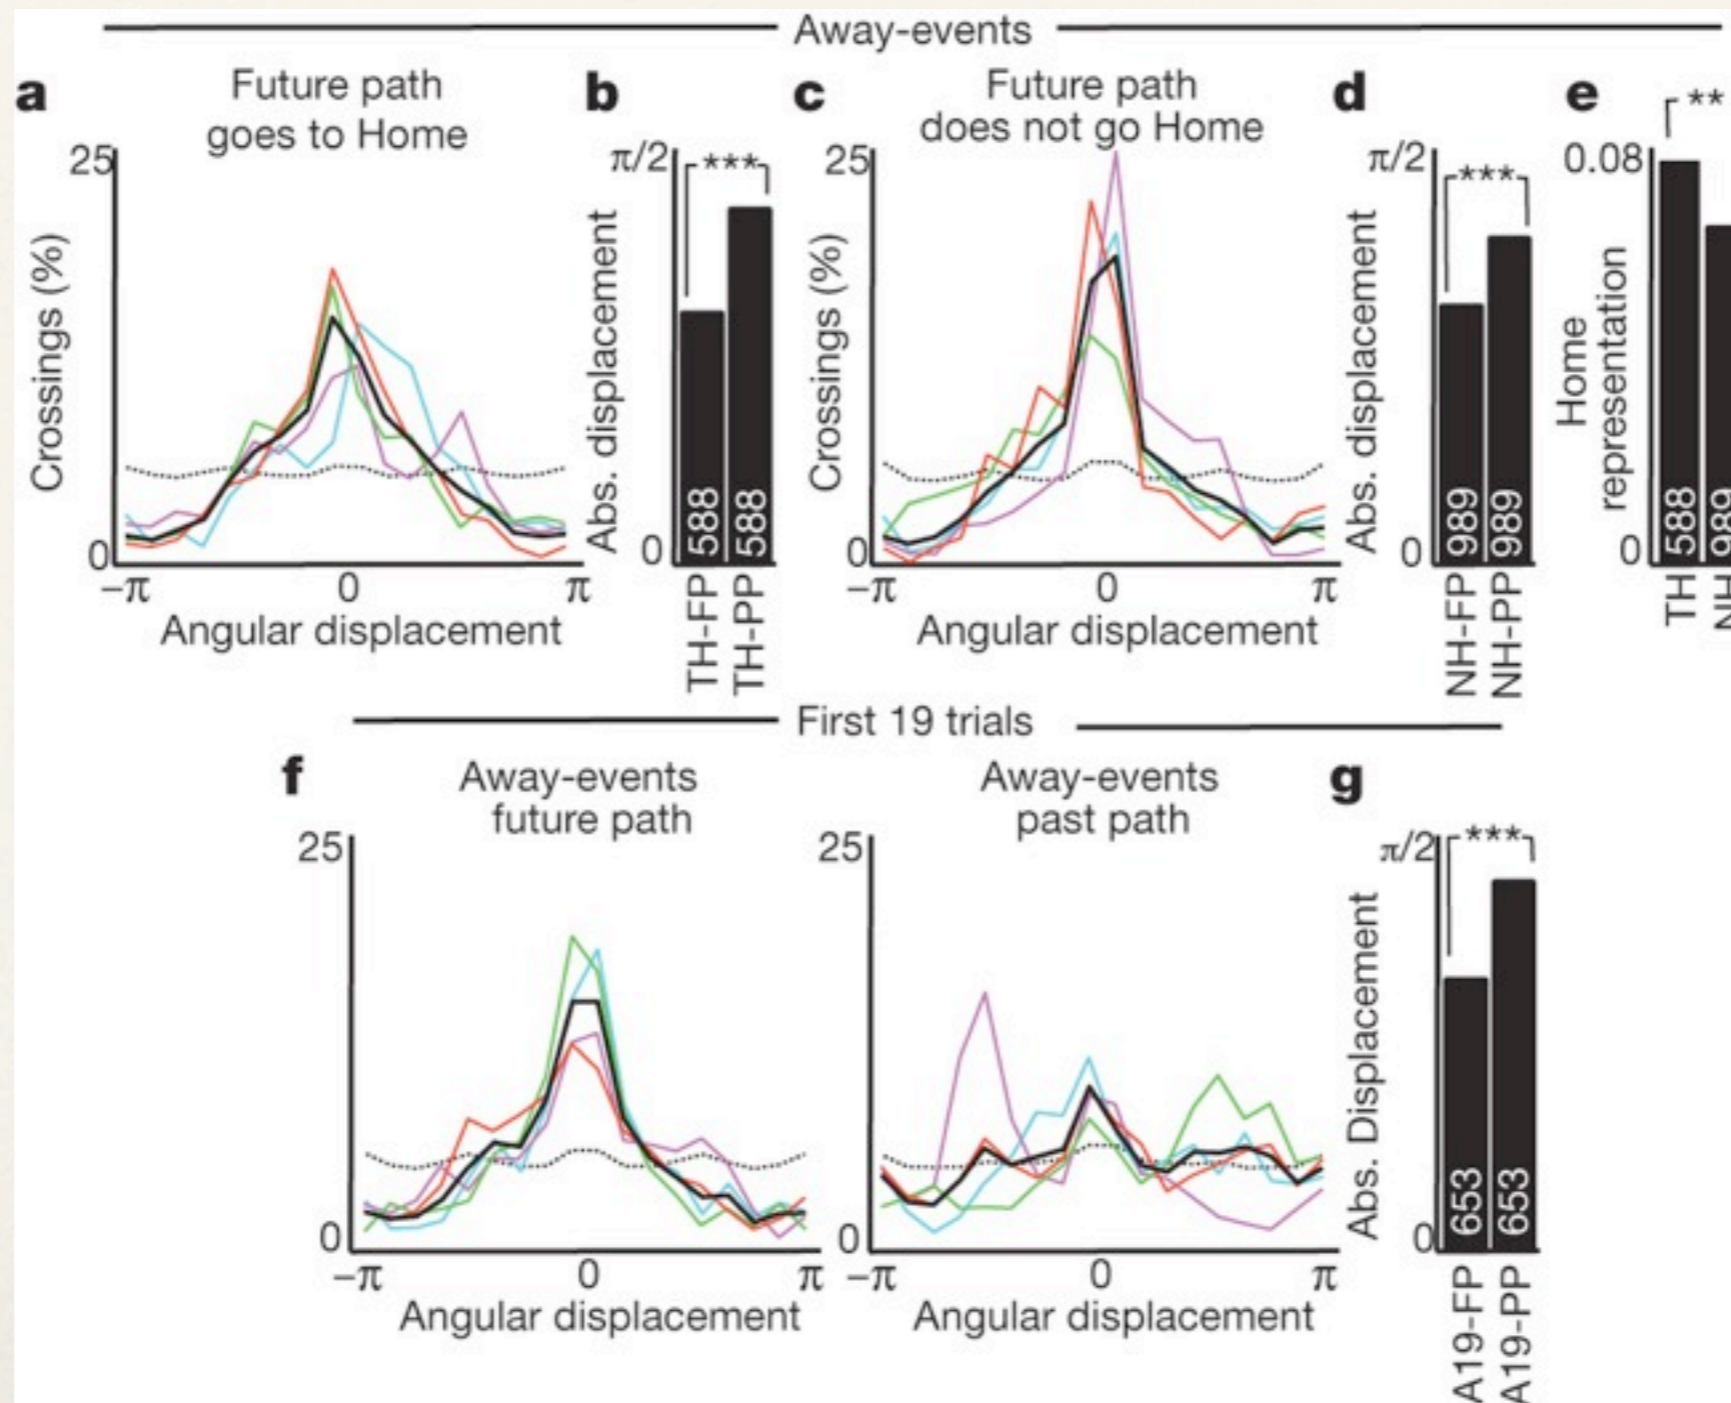 Away-events
a
Future path
goes to Home
25
0
Crossings (%)
−π 0 π
Angular displacement
b
π/2
0
Abs. displacement
***
588
588
TH-FP
TH-PP
c
Future path
does not go Home
25
0
Crossings (%)
−π 0 π
Angular displacement
d
π/2
0
Abs. displacement
***
989
989
NH-FP
NH-PP
e
**
0.08
0
Home
representation
588
989
TH
NH
First 19 trials
f
Away-events
future path
25
0
−π 0 π
Angular displacement
Away-events
past path
25
0
−π 0 π
Angular displacement
g
π/2
0
Abs. Displacement
***
653
653
A19-FP
A19-PP